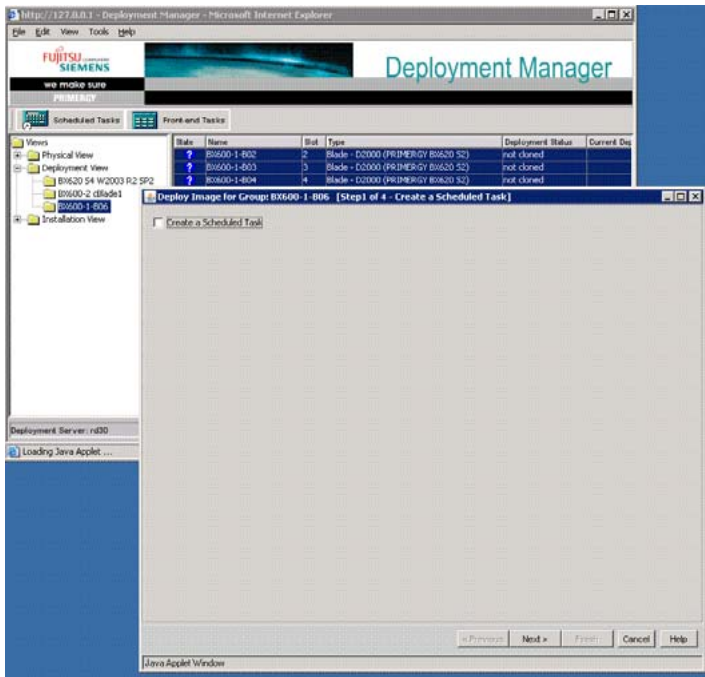 http://127.0.0.1 - Deployment Manager - Microsoft Internet Explorer
File Edit View Tools Help
FUJITSU COMPUTERS
SIEMENS
we make sure
PRIMERGY
Deployment Manager
Scheduled Tasks
Front-end Tasks
Views
Physical View
Deployment View
BX620 S4 W2003 R2 SP2
BX600-2 cBlade1
BX600-1-B06
Installation View
State Name Slot Type Deployment Status Current Dep
? BX600-1-B02 2 Blade - D2000 (PRIMERGY BX620 S2) not cloned
? BX600-1-B03 3 Blade - D2000 (PRIMERGY BX620 S2) not cloned
? BX600-1-B04 4 Blade - D2000 (PRIMERGY BX620 S2) not cloned
Deploy Image for Group: BX600-1-B06 [Step1 of 4 - Create a Scheduled Task]
Create a Scheduled Task
Deployment Server: rd30
Loading Java Applet ...
« Previous Next » Finish Cancel Help
Java Applet Window